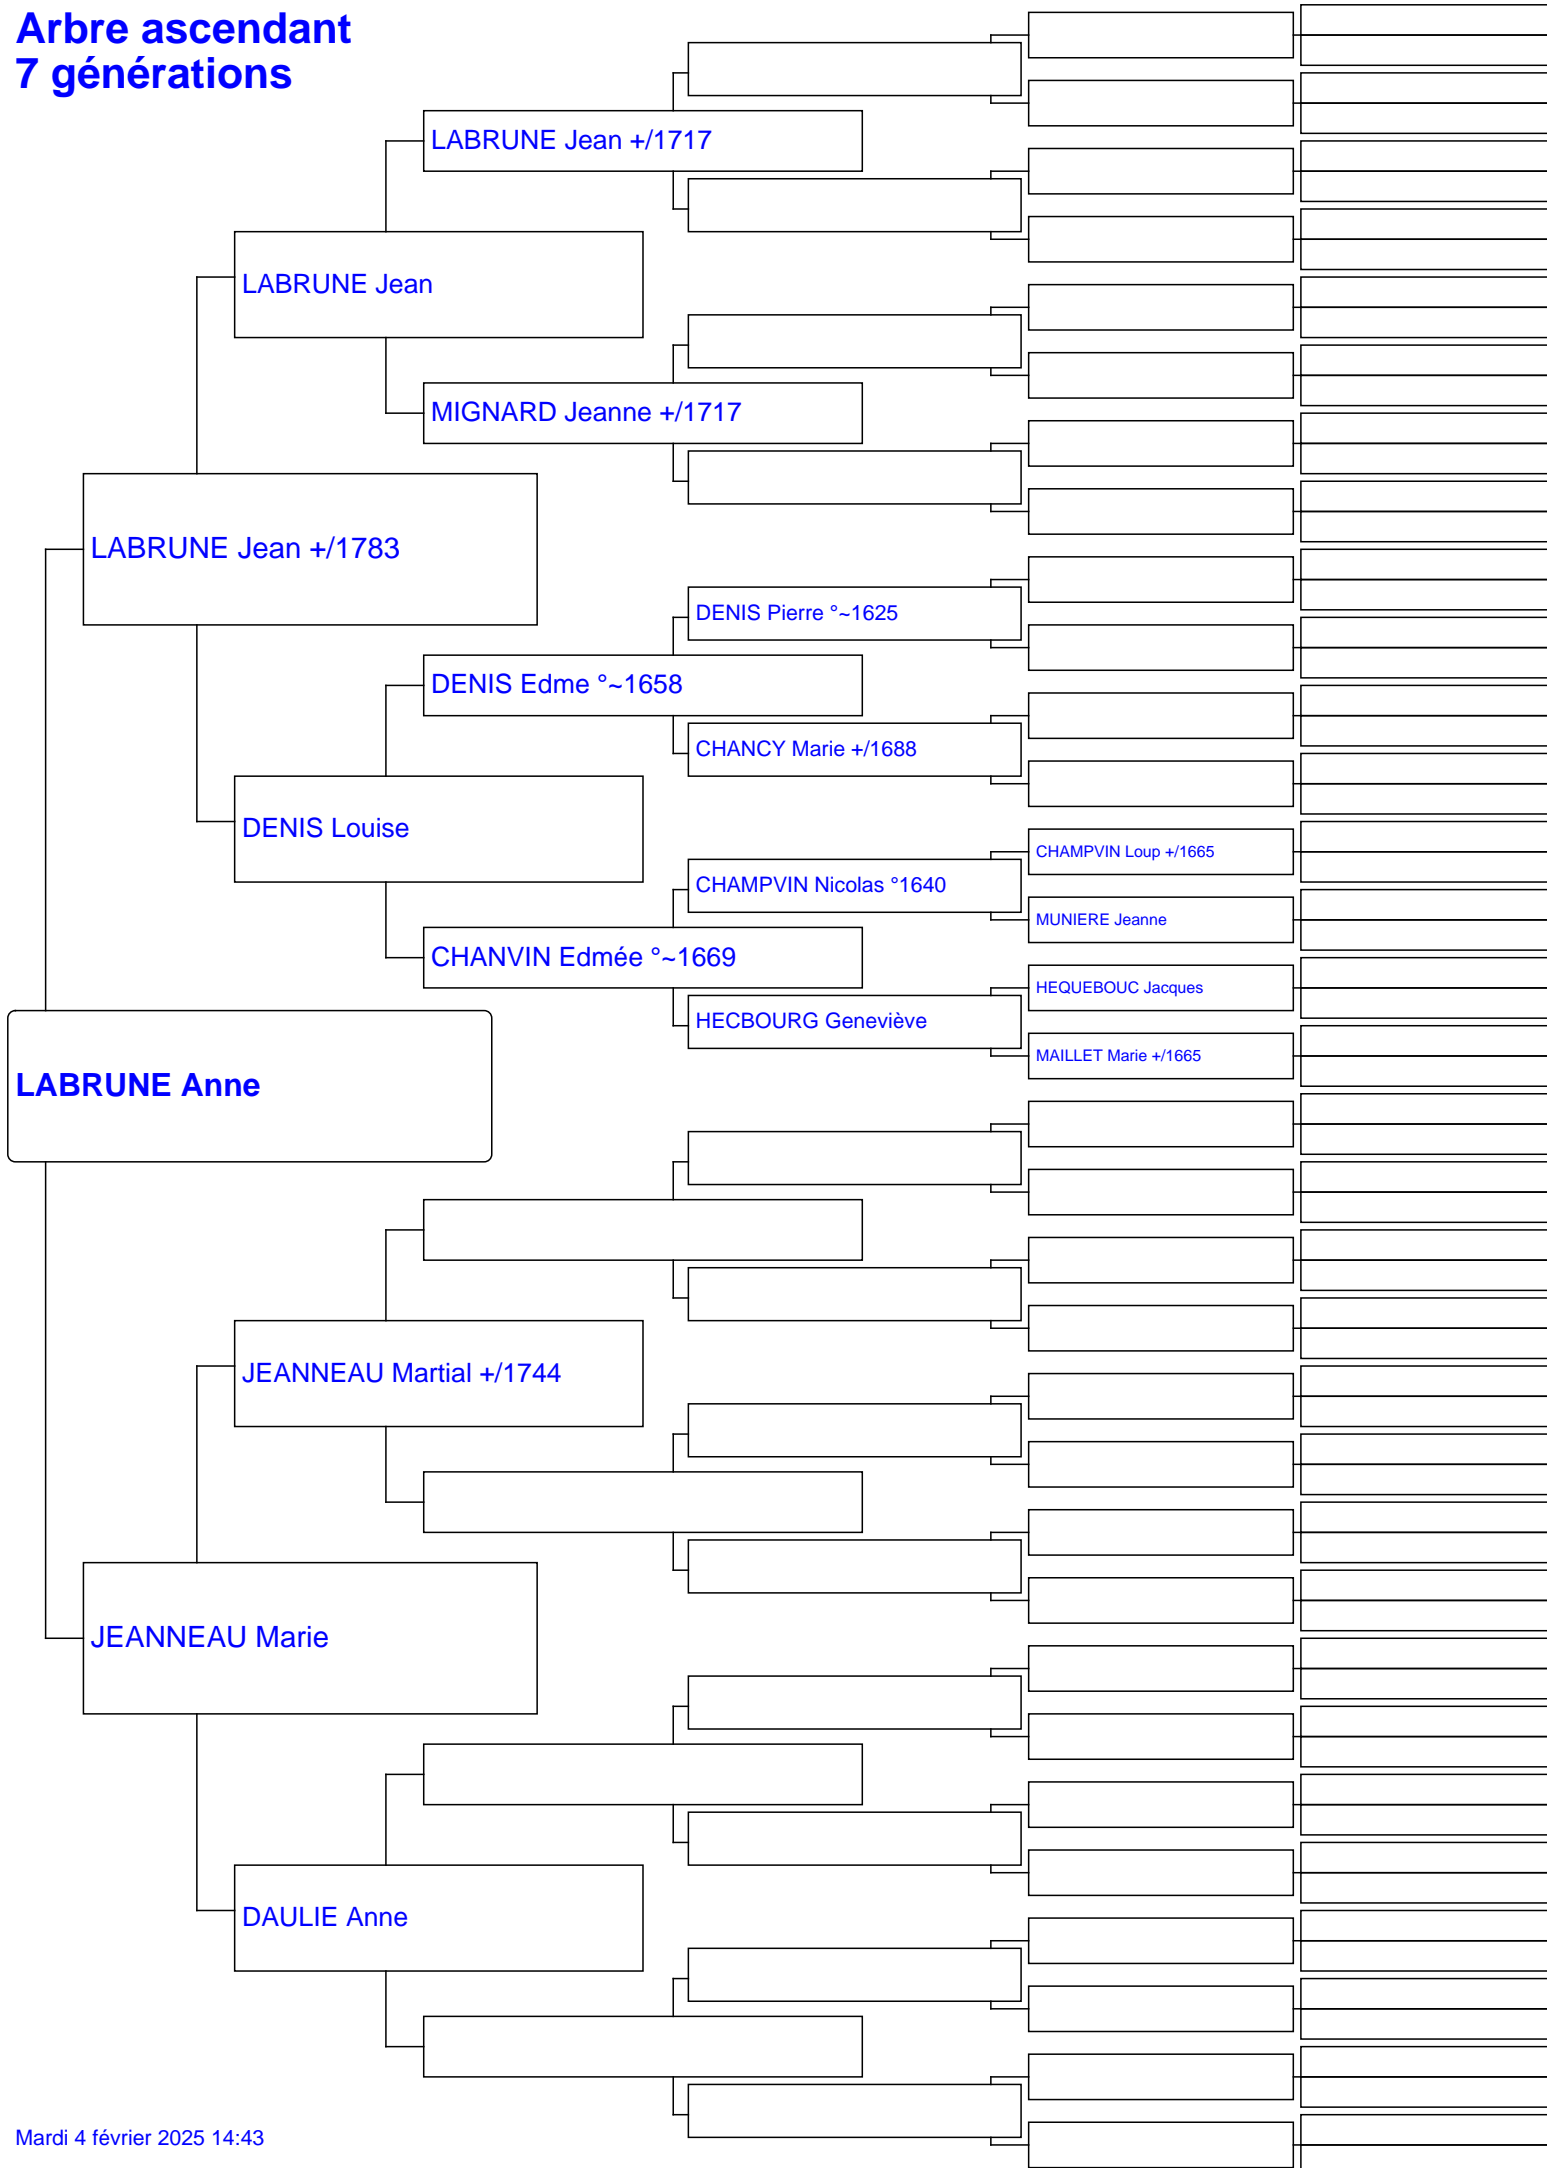 Arbre ascendant
7 générations
LABRUNE Jean +/1717
LABRUNE Jean
MIGNARD Jeanne +/1717
LABRUNE Jean +/1783
DENIS Pierre °~1625
DENIS Edme °~1658
CHANCY Marie +/1688
DENIS Louise
CHAMPVIN Loup +/1665
CHAMPVIN Nicolas °1640
MUNIERE Jeanne
CHANVIN Edmée °~1669
HEQUEBOUC Jacques
HECBOURG Geneviève
MAILLET Marie +/1665
LABRUNE Anne
JEANNEAU Martial +/1744
JEANNEAU Marie
DAULIE Anne
Mardi 4 février 2025 14:43